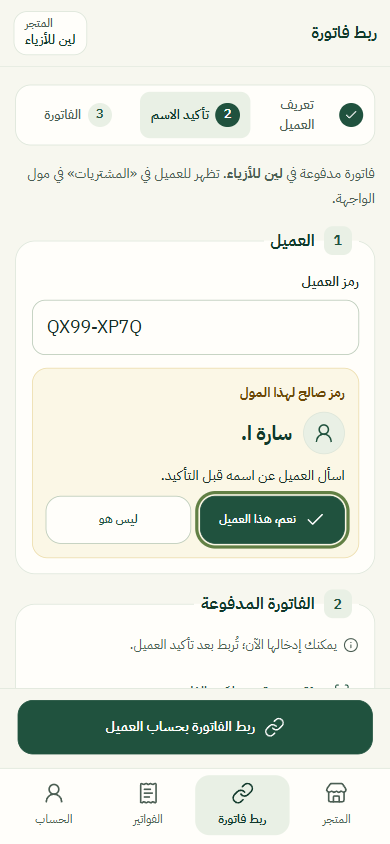 ربط فاتورة
المتجر
لين للأزياء
تعريف
العميل
2 تأكيد الاسم
3 الفاتورة
فاتورة مدفوعة في لين للأزياء. تظهر للعميل في «المشتريات» في مول
الواجهة.
1 العميل
رمز العميل
QX99-XP7Q
رمز صالح لهذا المول
سارة ا.
اسأل العميل عن اسمه قبل التأكيد.
نعم، هذا العميل
ليس هو
2 الفاتورة المدفوعة
يمكنك إدخالها الآن؛ تُربط بعد تأكيد العميل.
ربط الفاتورة بحساب العميل
المتجر
ربط فاتورة
الفواتير
الحساب